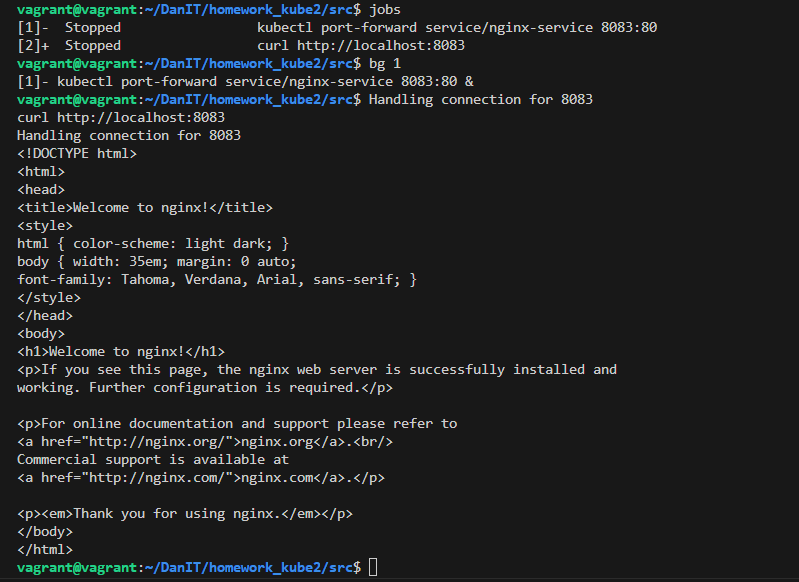 vagrant@vagrant:~/DanIT/homework_kube2/src$ jobs
[1]-  Stopped                 kubectl port-forward service/nginx-service 8083:80
[2]+  Stopped                 curl http://localhost:8083
vagrant@vagrant:~/DanIT/homework_kube2/src$ bg 1
[1]- kubectl port-forward service/nginx-service 8083:80 &
vagrant@vagrant:~/DanIT/homework_kube2/src$ Handling connection for 8083
curl http://localhost:8083
Handling connection for 8083
<!DOCTYPE html>
<html>
<head>
<title>Welcome to nginx!</title>
<style>
html { color-scheme: light dark; }
body { width: 35em; margin: 0 auto;
font-family: Tahoma, Verdana, Arial, sans-serif; }
</style>
</head>
<body>
<h1>Welcome to nginx!</h1>
<p>If you see this page, the nginx web server is successfully installed and
working. Further configuration is required.</p>

<p>For online documentation and support please refer to
<a href="http://nginx.org/">nginx.org</a>.<br/>
Commercial support is available at
<a href="http://nginx.com/">nginx.com</a>.</p>

<p><em>Thank you for using nginx.</em></p>
</body>
</html>
vagrant@vagrant:~/DanIT/homework_kube2/src$